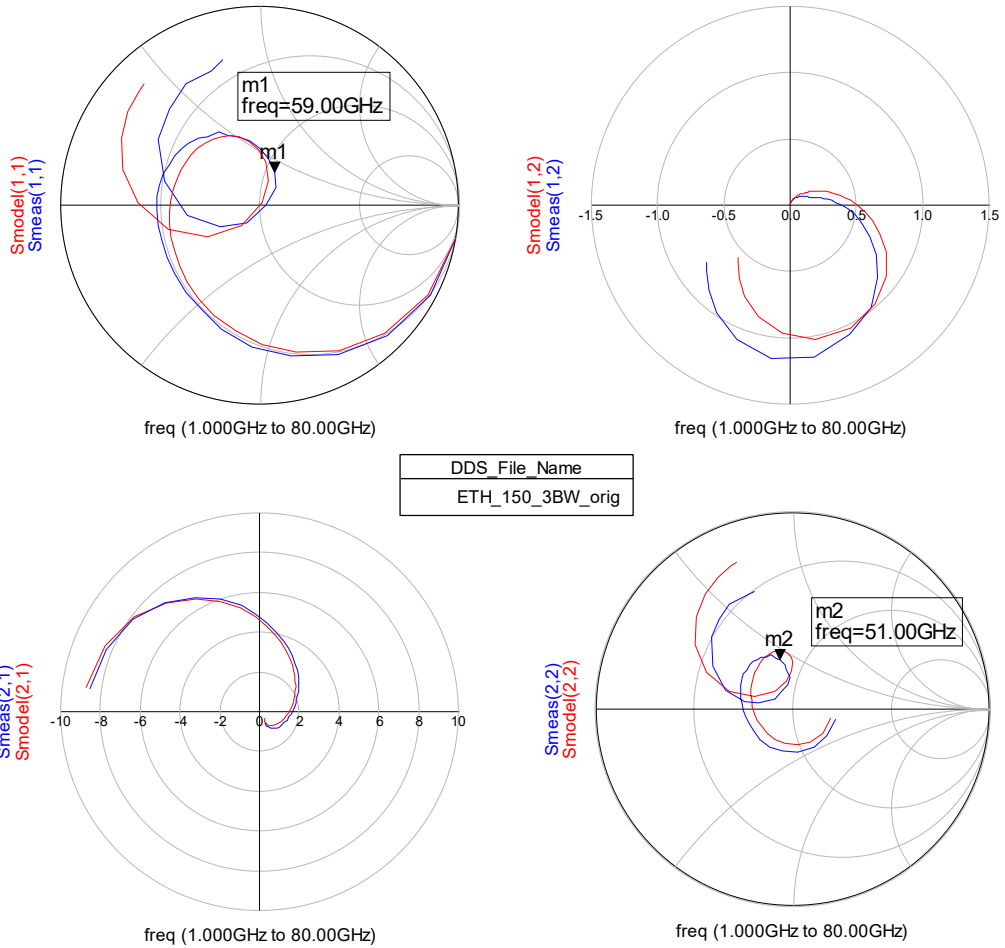 m1
freq=59.00GHz
m1
Smodel(1,1)
Smeas(1,1)
freq (1.000GHz to 80.00GHz)
Smodel(1,2)
Smeas(1,2)
-1.5 -1.0 -0.5 0.0 0.5 1.0 1.5
freq (1.000GHz to 80.00GHz)
DDS_File_Name
ETH_150_3BW_orig
Smeas(2,1)
Smodel(2,1)
-10 -8 -6 -4 -2 0 2 4 6 8 10
freq (1.000GHz to 80.00GHz)
m2
freq=51.00GHz
m2
Smeas(2,2)
Smodel(2,2)
freq (1.000GHz to 80.00GHz)